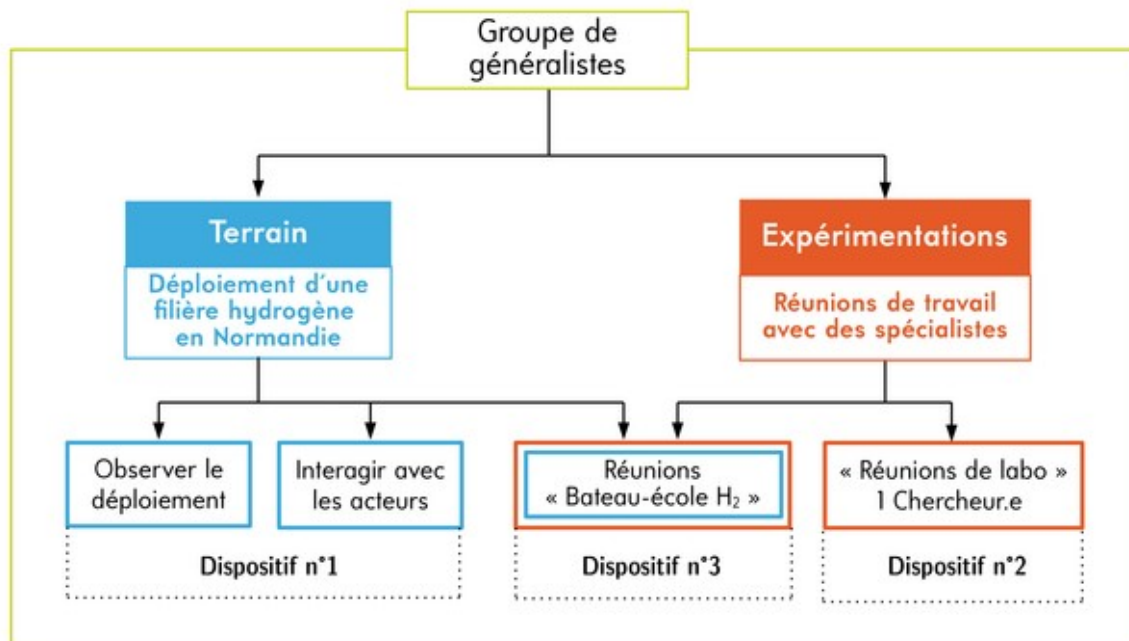 Groupe de
généralistes
Terrain
Déploiement d'une
filière hydrogène
en Normandie
Expérimentations
Réunions de travail
avec des spécialistes
Observer le
déploiement
Interagir avec
les acteurs
Réunions
« Bateau-école H₂ »
« Réunions de labo »
1 Chercheur.e
Dispositif n°1
Dispositif n°3
Dispositif n°2